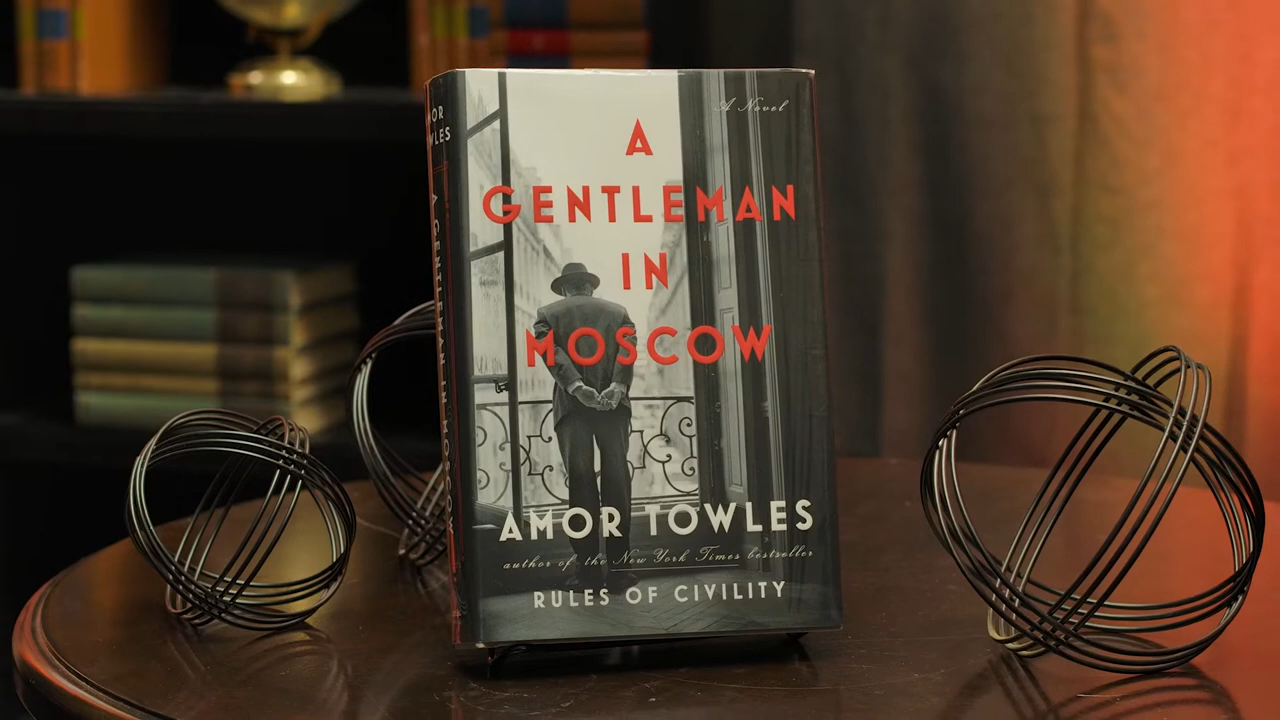 A Novel
A
GENTLEMAN
IN
MOSCOW
AMOR TOWLES
author of the New York Times bestseller
RULES OF CIVILITY
A GENTLEMAN IN MOSCOW